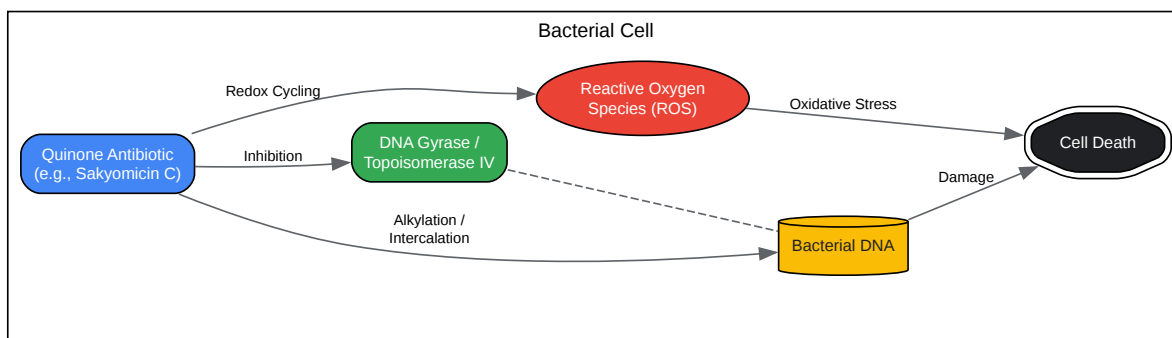 Bacterial Cell
Redox Cycling
Reactive Oxygen
Species (ROS)
Oxidative Stress
Quinone Antibiotic
(e.g., Sakyomicin C)
Inhibition
DNA Gyrase /
Topoisomerase IV
Cell Death
Damage
Alkylation /
Intercalation
Bacterial DNA